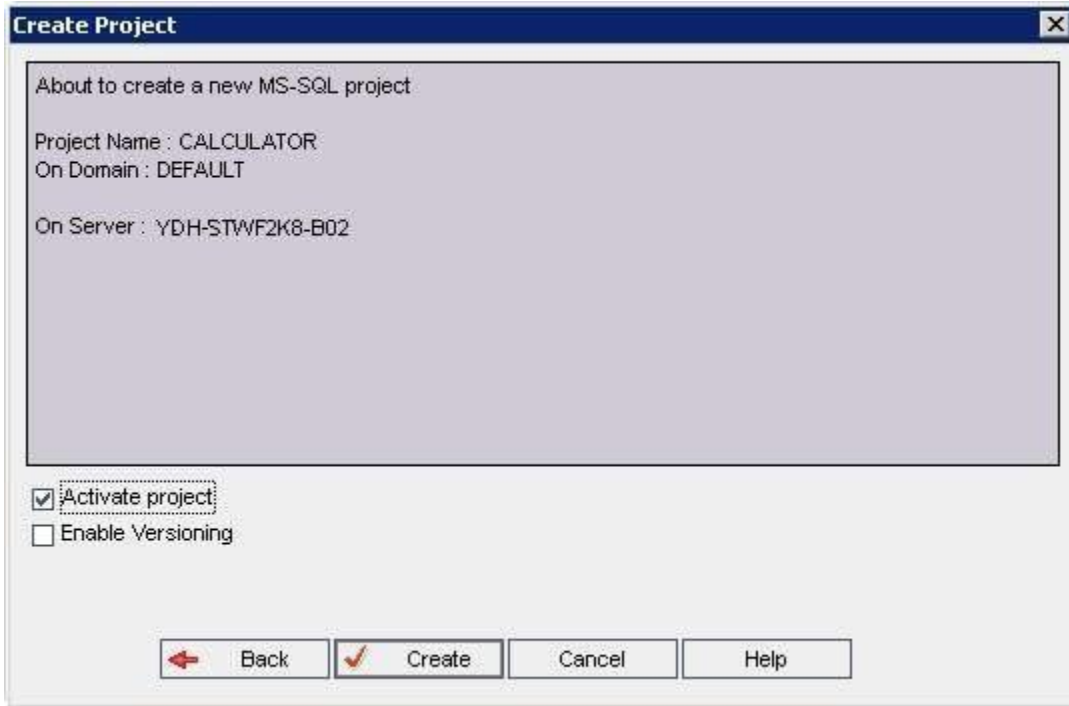 Create Project
About to create a new MS-SQL project
Project Name : CALCULATOR
On Domain : DEFAULT
On Server : YDH-STWF2K8-B02
Activate project
Enable Versioning
Back Create Cancel Help